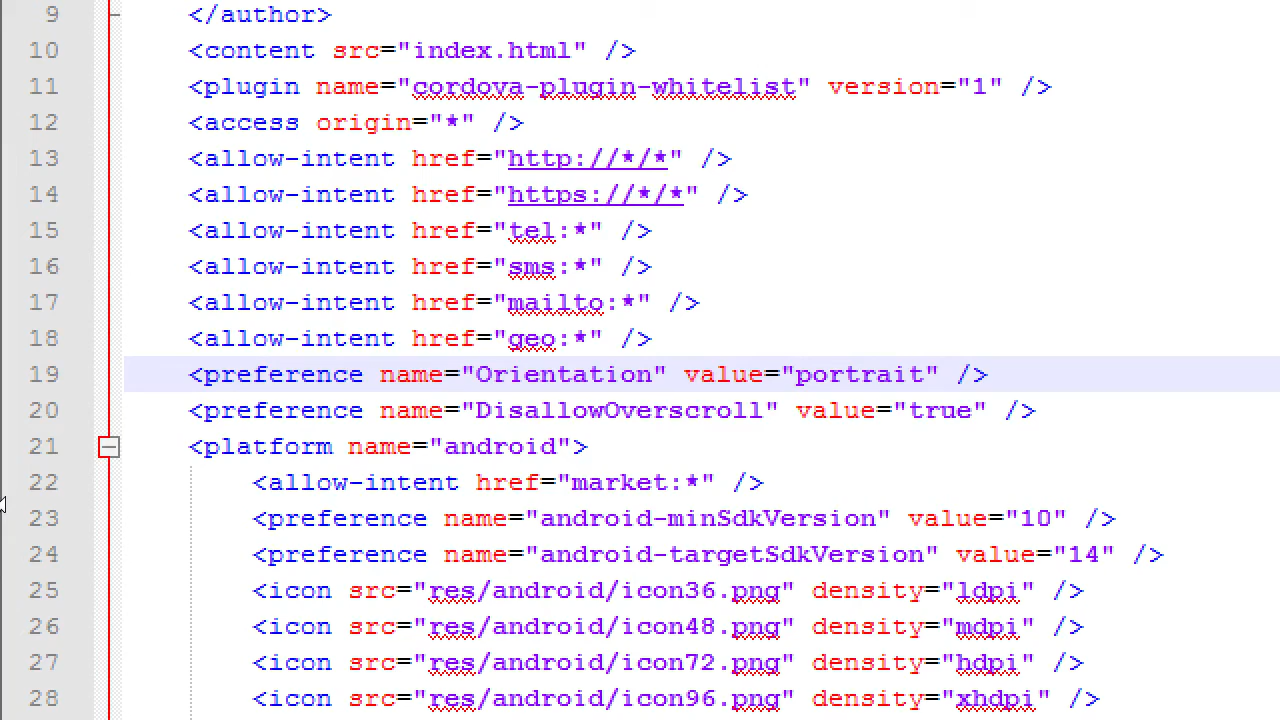 9 </author>
10 <content src="index.html" />
11 <plugin name="cordova-plugin-whitelist" version="1" />
12 <access origin="*" />
13 <allow-intent href="http://*/*" />
14 <allow-intent href="https://*/*" />
15 <allow-intent href="tel:*" />
16 <allow-intent href="sms:*" />
17 <allow-intent href="mailto:*" />
18 <allow-intent href="geo:*" />
19 <preference name="Orientation" value="portrait" />
20 <preference name="DisallowOverscroll" value="true" />
21 <platform name="android">
22 <allow-intent href="market:*" />
23 <preference name="android-minSdkVersion" value="10" />
24 <preference name="android-targetSdkVersion" value="14" />
25 <icon src="res/android/icon36.png" density="ldpi" />
26 <icon src="res/android/icon48.png" density="mdpi" />
27 <icon src="res/android/icon72.png" density="hdpi" />
28 <icon src="res/android/icon96.png" density="xhdpi" />